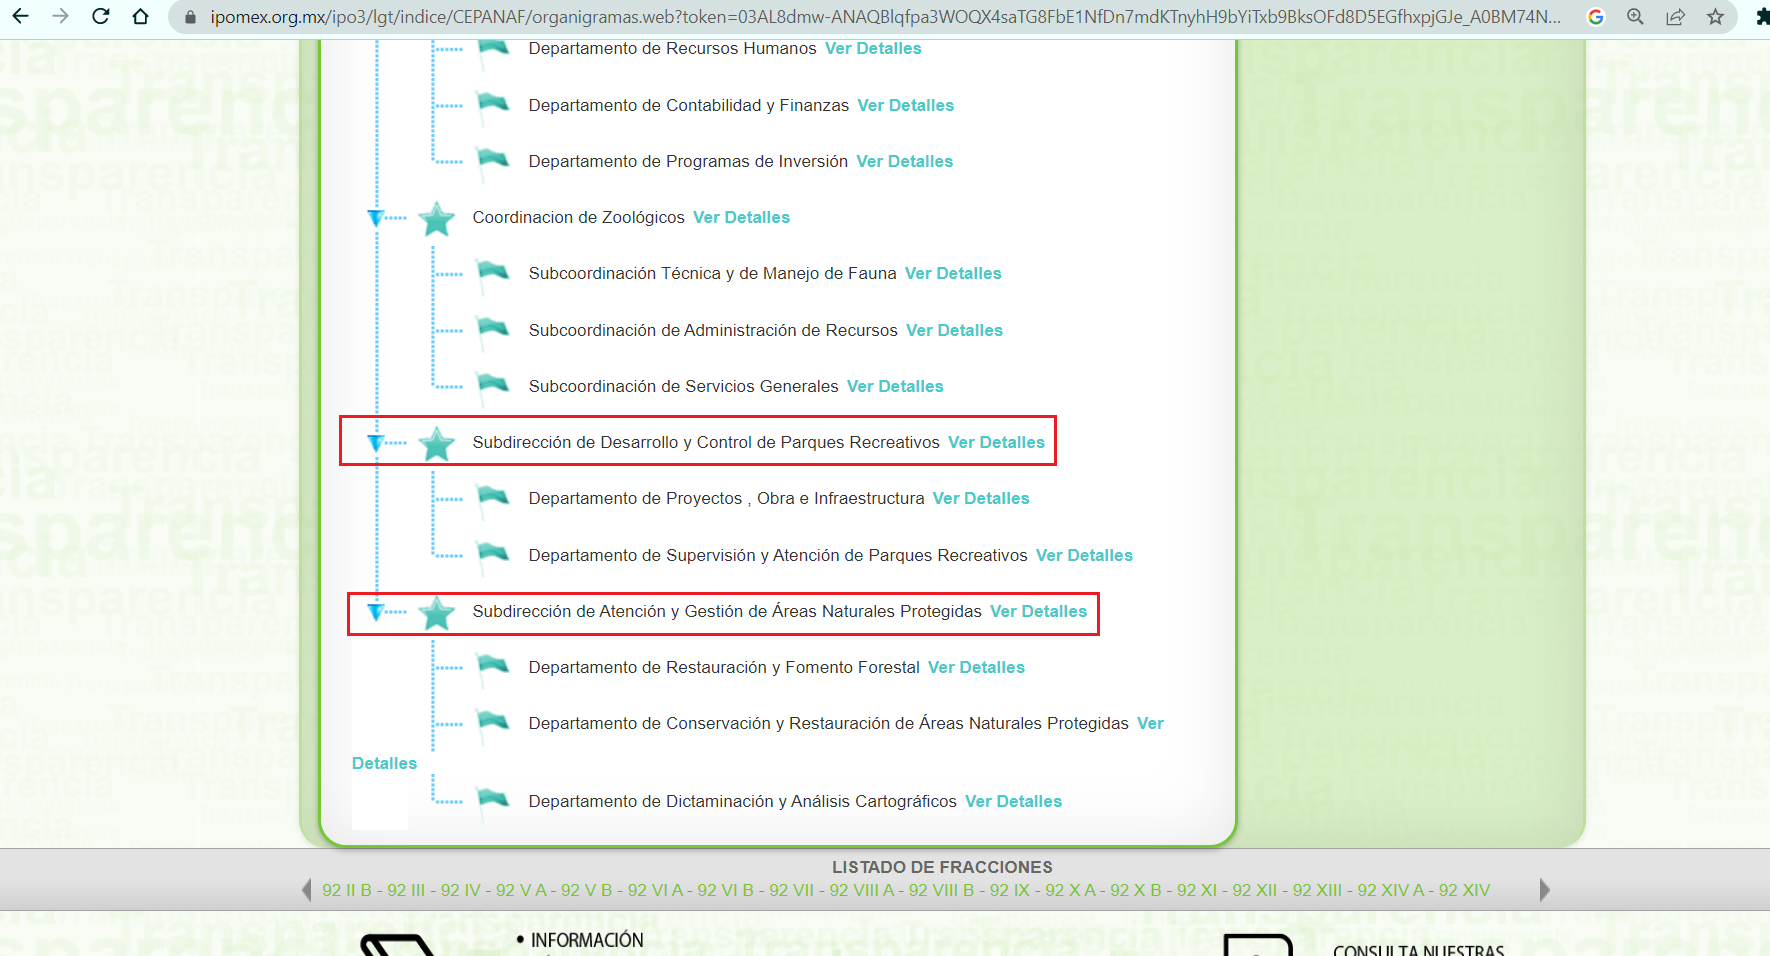 ipomex.org.mx/ipo3/lgt/indice/CEPANAF/organigramas.web?token=03AL8dmw-ANAQBlqfpa3WOQX4saTG8FbE1NfDn7mdKTnyhH9bYiTxb9BksOFd8D5EGfhxpjGJe_A0BM74N...
Departamento de Recursos Humanos Ver Detalles
Departamento de Contabilidad y Finanzas Ver Detalles
Departamento de Programas de Inversión Ver Detalles
Coordinacion de Zoológicos Ver Detalles
Subcoordinación Técnica y de Manejo de Fauna Ver Detalles
Subcoordinación de Administración de Recursos Ver Detalles
Subcoordinación de Servicios Generales Ver Detalles
Subdirección de Desarrollo y Control de Parques Recreativos Ver Detalles
Departamento de Proyectos , Obra e Infraestructura Ver Detalles
Departamento de Supervisión y Atención de Parques Recreativos Ver Detalles
Subdirección de Atención y Gestión de Áreas Naturales Protegidas Ver Detalles
Departamento de Restauración y Fomento Forestal Ver Detalles
Departamento de Conservación y Restauración de Áreas Naturales Protegidas Ver
Detalles
Departamento de Dictaminación y Análisis Cartográficos Ver Detalles
LISTADO DE FRACCIONES
92 II B - 92 III - 92 IV - 92 V A - 92 V B - 92 VI A - 92 VI B - 92 VII - 92 VIII A - 92 VIII B - 92 IX - 92 X A - 92 X B - 92 XI - 92 XII - 92 XIII - 92 XIV A - 92 XIV
• INFORMACIÓN
CONSULTA NUESTRAS